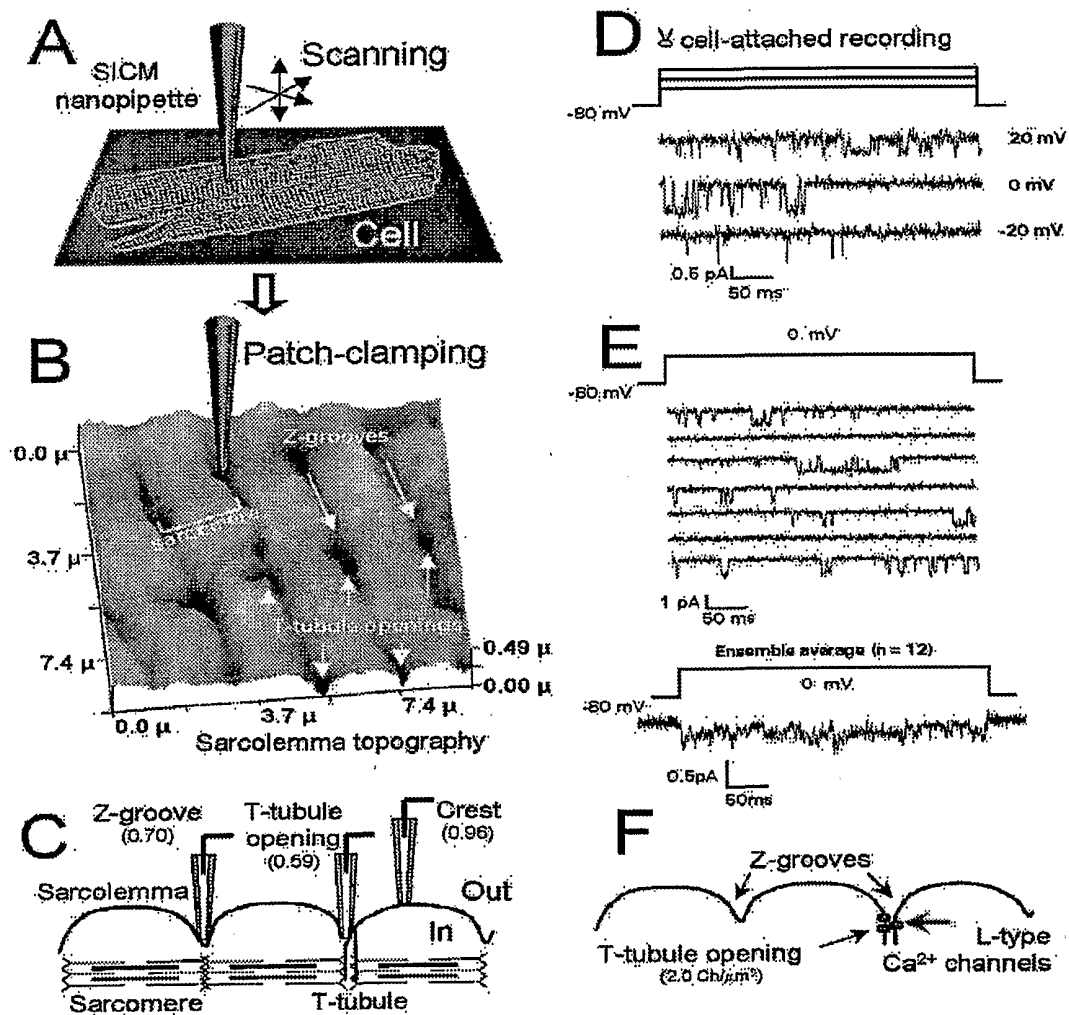 A
SICM
nanopipette
Scanning
Cell
B
Patch-clamping
Z-grooves
Sarcomere
T-tubule openings
0.0 µ
3.7 µ
7.4 µ
0.49 µ
0.00 µ
0.0 µ
3.7 µ
7.4 µ
Sarcolemma topography
C
Z-groove
(0.70)
T-tubule
opening
(0.59)
Crest
(0.96)
Sarcolemma
Out
In
Sarcomere
T-tubule
D
cell-attached recording
-80 mV
20 mV
0 mV
-20 mV
0.5 pA
50 ms
E
0 mV
-80 mV
1 pA
50 ms
Ensemble average (n = 12)
0 mV
-80 mV
0.5pA
50ms
F
Z-grooves
T-tubule opening
L-type
Ca²⁺ channels